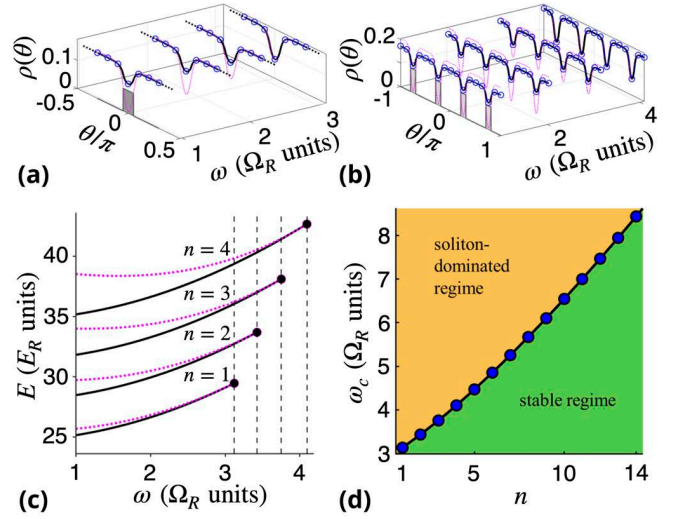 0.1
0
ρ(θ)
-0.5
0
θ/π
0.5
1
2
3
ω (Ω_R units)
(a)
0.2
0
ρ(θ)
-1
0
θ/π
1
2
4
ω (Ω_R units)
(b)
40
35
30
25
E (E_R units)
n = 4
n = 3
n = 2
n = 1
1
2
3
4
ω (Ω_R units)
(c)
8
7
6
5
4
3
ω_c (Ω_R units)
soliton-
dominated
regime
stable regime
1
5
10
14
n
(d)